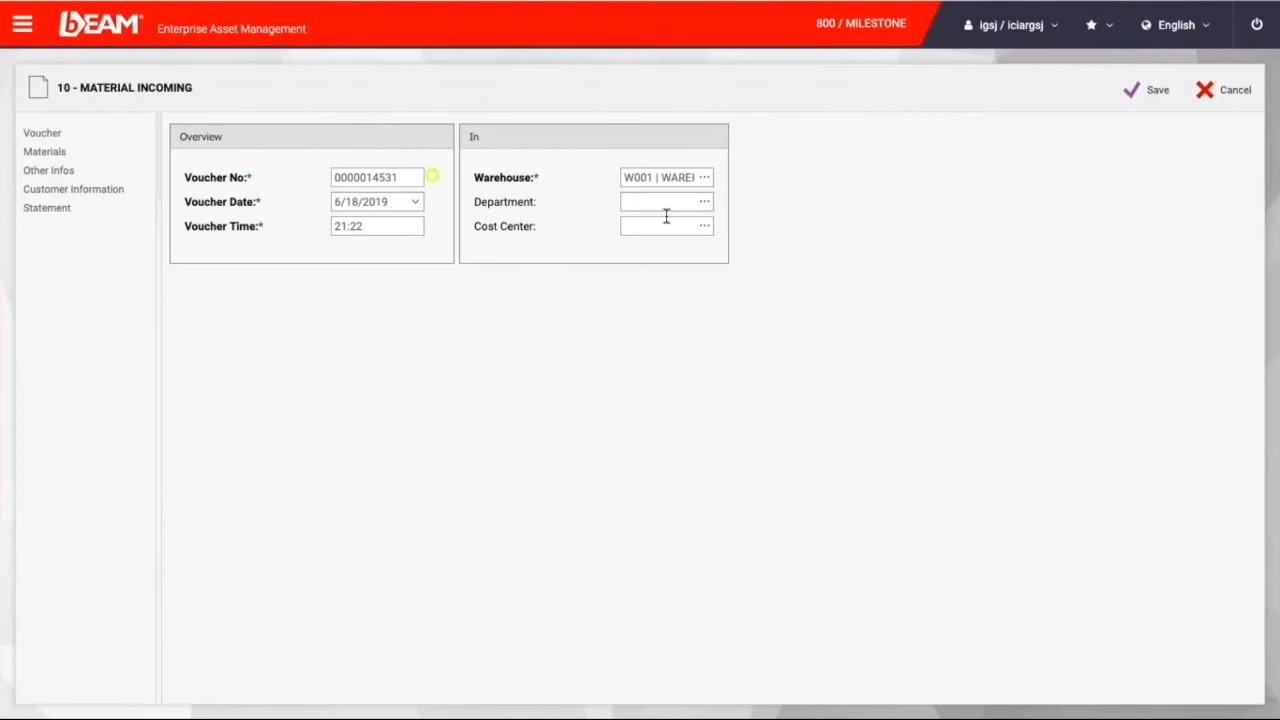 bEAM Enterprise Asset Management 800 / MILESTONE igsj / iciargsj English
10 - MATERIAL INCOMING Save Cancel
Voucher
Materials
Other Infos
Customer Information
Statement
Overview
Voucher No:* 0000014531
Voucher Date:* 6/18/2019
Voucher Time:* 21:22
In
Warehouse:* W001 | WAREH ···
Department: ···
Cost Center: ···